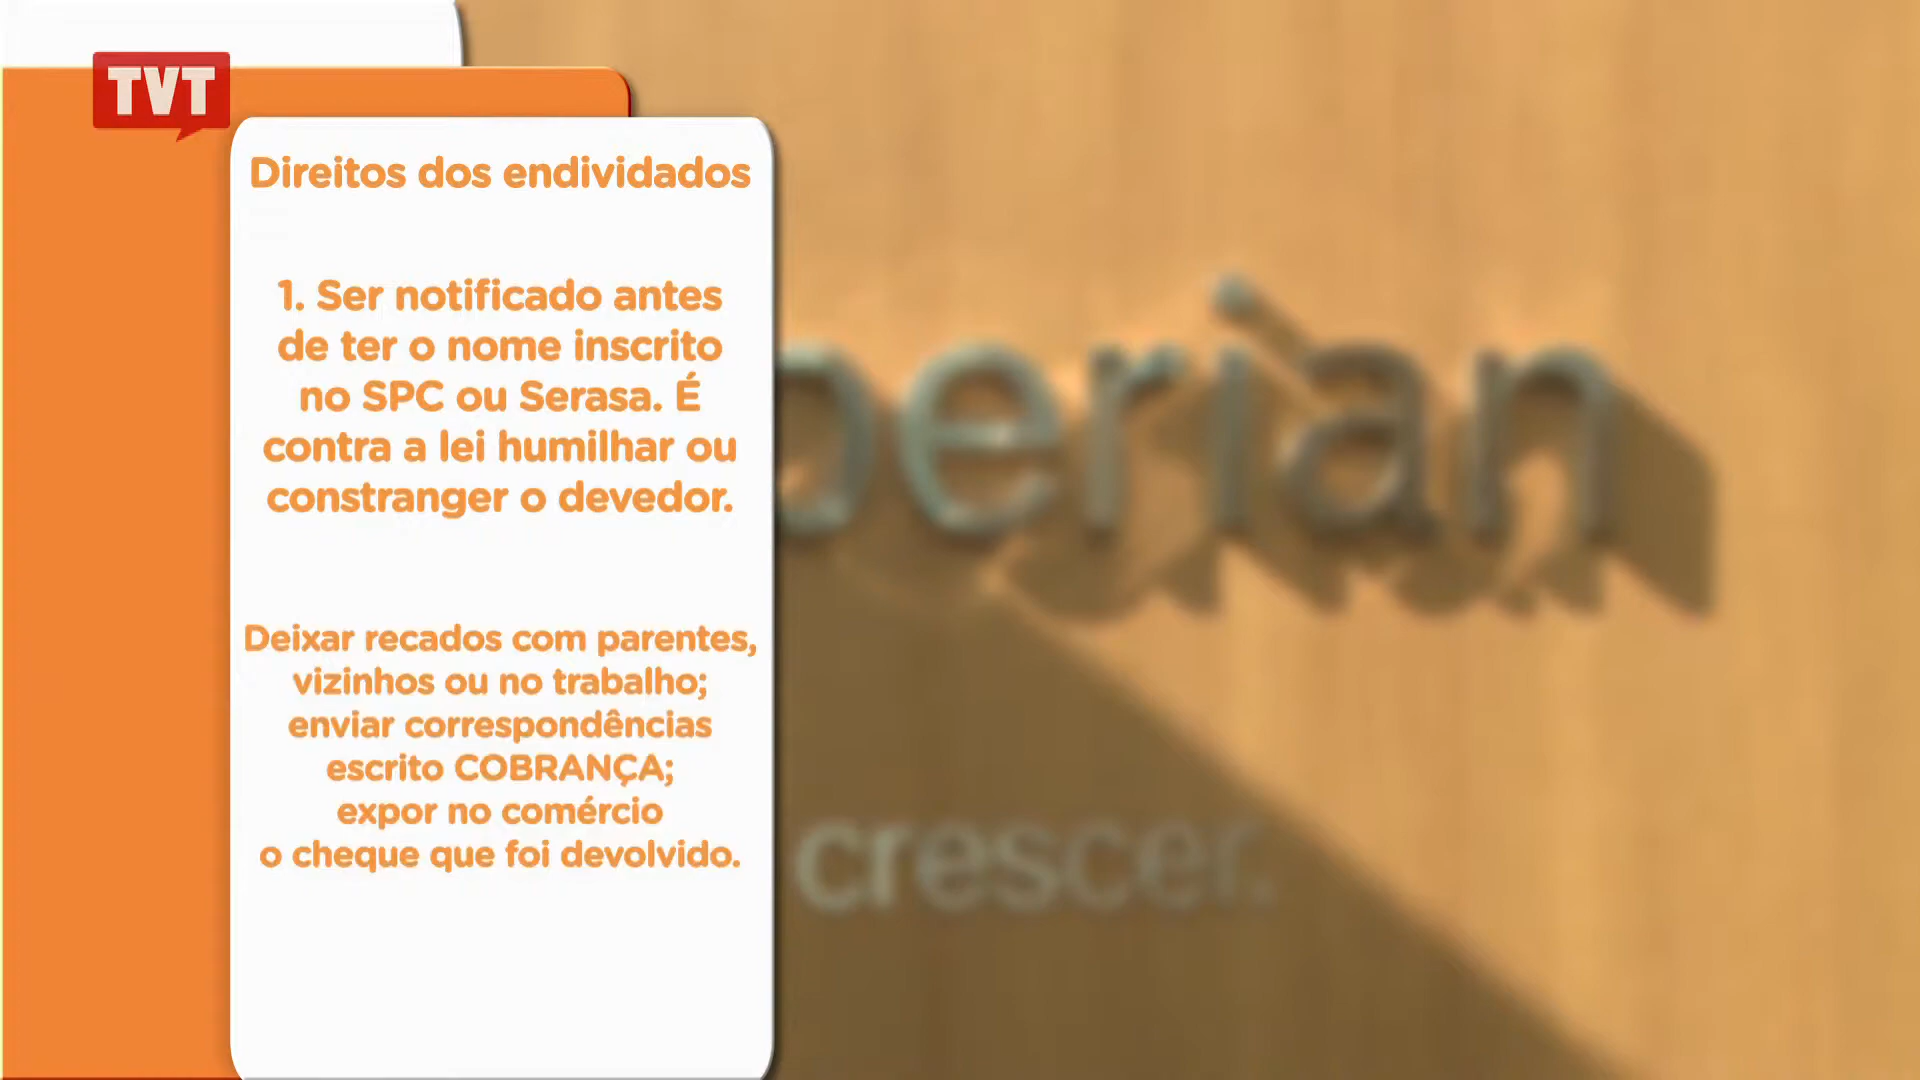 TVT
Direitos dos endividados
1. Ser notificado antes
de ter o nome inscrito
no SPC ou Serasa. É
contra a lei humilhar ou
constranger o devedor.
Deixar recados com parentes,
vizinhos ou no trabalho;
enviar correspondências
escrito COBRANÇA;
expor no comércio
o cheque que foi devolvido.
perian
crescer.